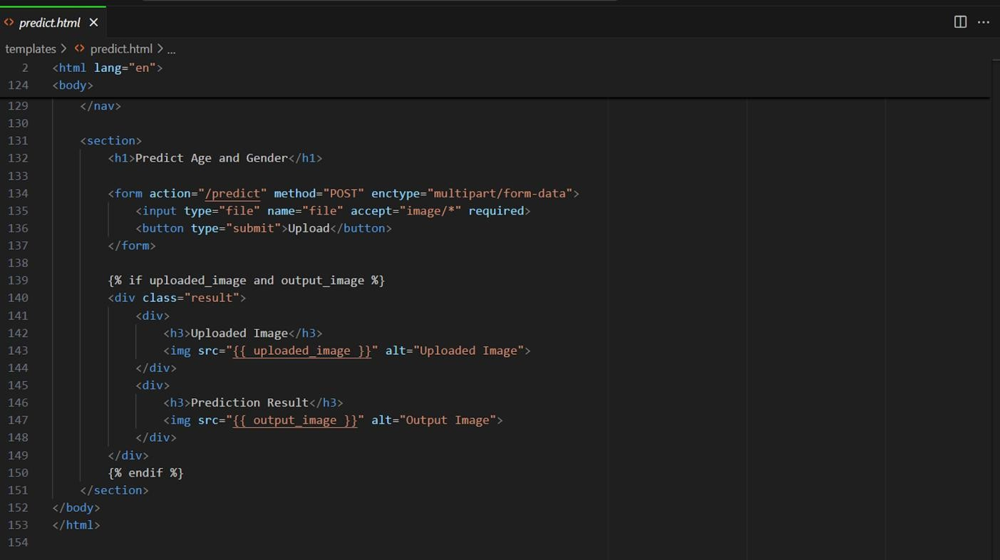 predict.html
templates > predict.html > ...
2 <html lang="en">
124 <body>
129 </nav>
130
131 <section>
132 <h1>Predict Age and Gender</h1>
133
134 <form action="/predict" method="POST" enctype="multipart/form-data">
135 <input type="file" name="file" accept="image/*" required>
136 <button type="submit">Upload</button>
137 </form>
138
139 {% if uploaded_image and output_image %}
140 <div class="result">
141 <div>
142 <h3>Uploaded Image</h3>
143 <img src="{{ uploaded_image }}" alt="Uploaded Image">
144 </div>
145 <div>
146 <h3>Prediction Result</h3>
147 <img src="{{ output_image }}" alt="Output Image">
148 </div>
149 </div>
150 {% endif %}
151 </section>
152 </body>
153 </html>
154